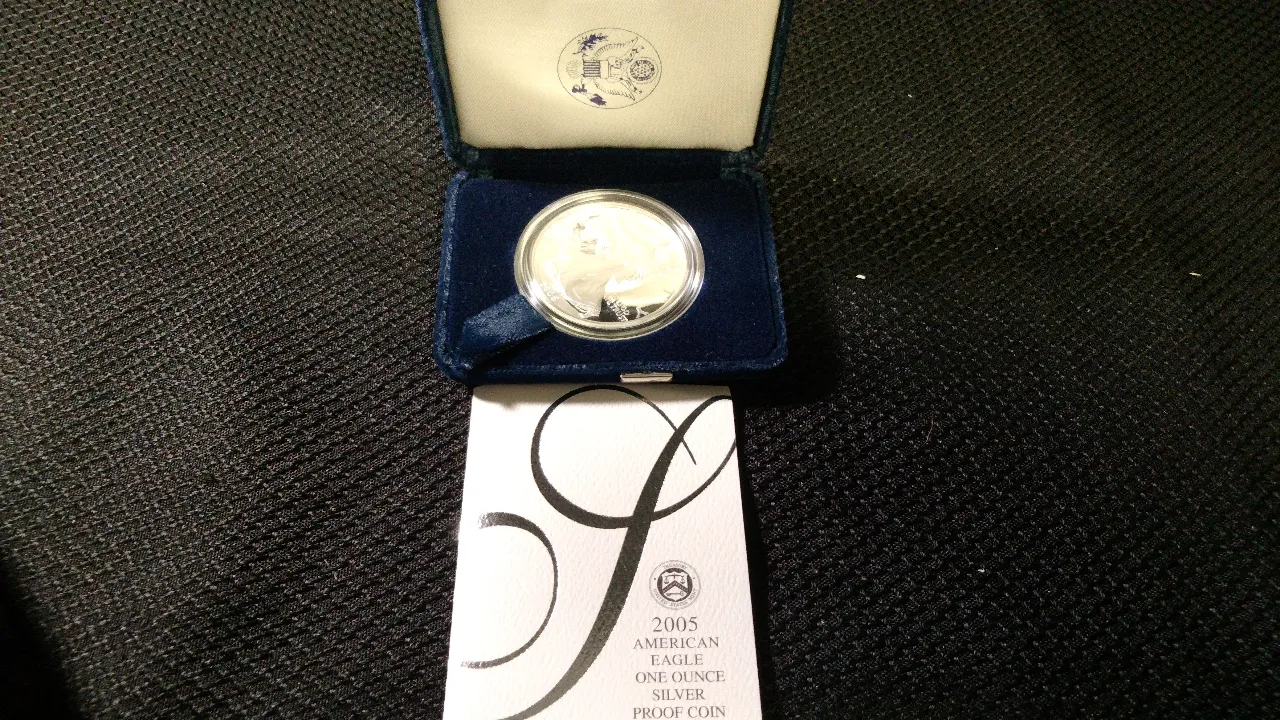 2005
AMERICAN
EAGLE
ONE OUNCE
SILVER
PROOF COIN